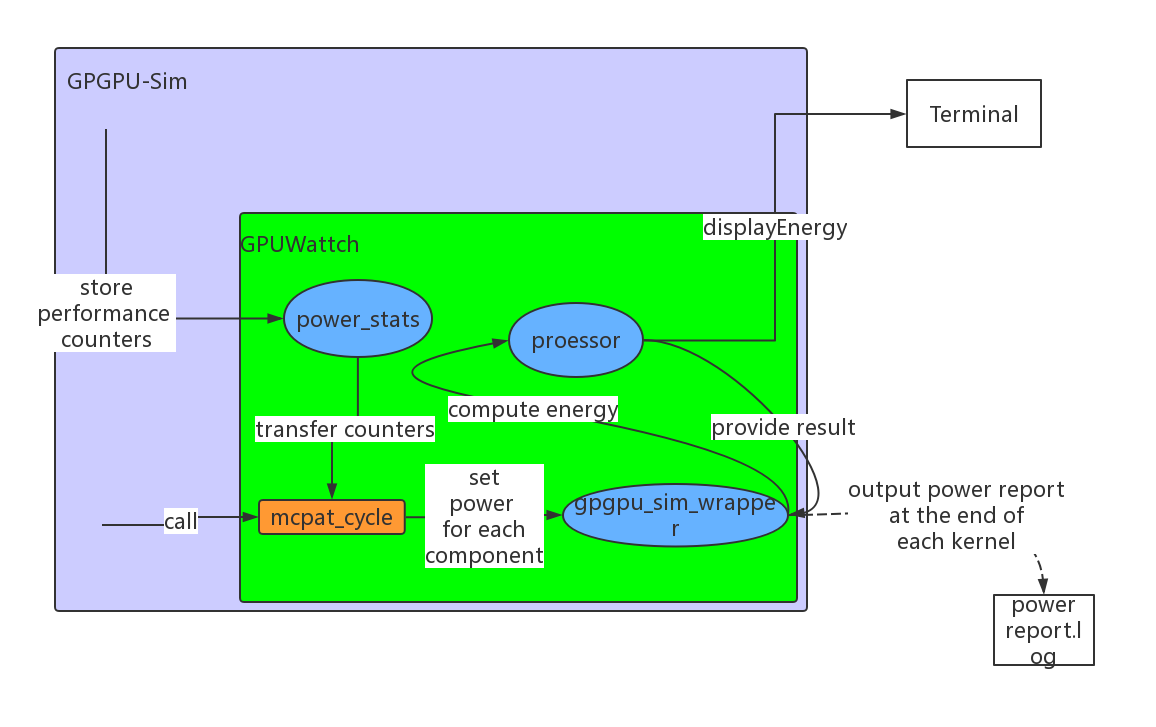 GPGPU-Sim
Terminal
displayEnergy
GPUWattch
store
performance
counters
power_stats
proessor
compute energy
transfer counters
provide result
set
power
for each
component
gpgpu_sim_wrappe
r
output power report
at the end of
each kernel
call
mcpat_cycle
power
report.l
og